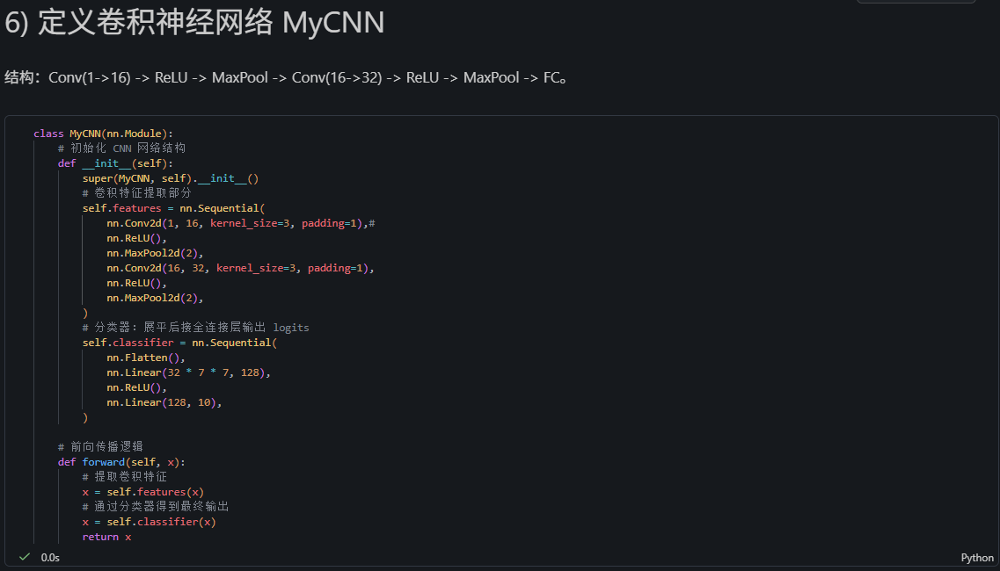 6) 定义卷积神经网络 MyCNN
结构：Conv(1->16) -> ReLU -> MaxPool -> Conv(16->32) -> ReLU -> MaxPool -> FC。
class MyCNN(nn.Module):
    # 初始化 CNN 网络结构
    def __init__(self):
        super(MyCNN, self).__init__()
        # 卷积特征提取部分
        self.features = nn.Sequential(
            nn.Conv2d(1, 16, kernel_size=3, padding=1),#
            nn.ReLU(),
            nn.MaxPool2d(2),
            nn.Conv2d(16, 32, kernel_size=3, padding=1),
            nn.ReLU(),
            nn.MaxPool2d(2),
        )
        # 分类器：展平后接全连接层输出 logits
        self.classifier = nn.Sequential(
            nn.Flatten(),
            nn.Linear(32 * 7 * 7, 128),
            nn.ReLU(),
            nn.Linear(128, 10),
        )
    # 前向传播逻辑
    def forward(self, x):
        # 提取卷积特征
        x = self.features(x)
        # 通过分类器得到最终输出
        x = self.classifier(x)
        return x
0.0s
Python